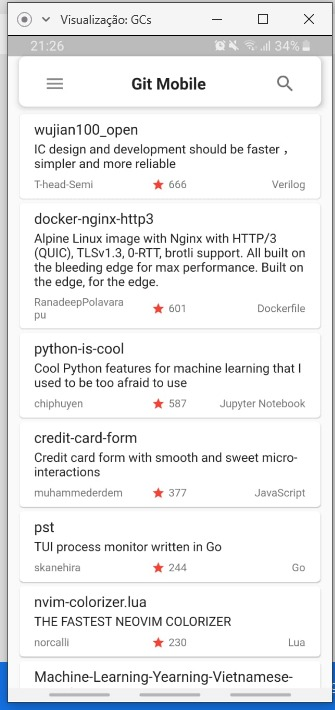 Visualização: GCs
21:26
34%
Git Mobile
wujian100_open
IC design and development should be faster ，
simpler and more reliable
T-head-Semi
666
Verilog
docker-nginx-http3
Alpine Linux image with Nginx with HTTP/3
(QUIC), TLSv1.3, 0-RTT, brotli support. All built on
the bleeding edge for max performance. Built on
the edge, for the edge.
RanadeepPolavara
pu
601
Dockerfile
python-is-cool
Cool Python features for machine learning that I
used to be too afraid to use
chiphuyen
587
Jupyter Notebook
credit-card-form
Credit card form with smooth and sweet micro-
interactions
muhammederdem
377
JavaScript
pst
TUI process monitor written in Go
skanehira
244
Go
nvim-colorizer.lua
THE FASTEST NEOVIM COLORIZER
norcalli
230
Lua
Machine-Learning-Yearning-Vietnamese-